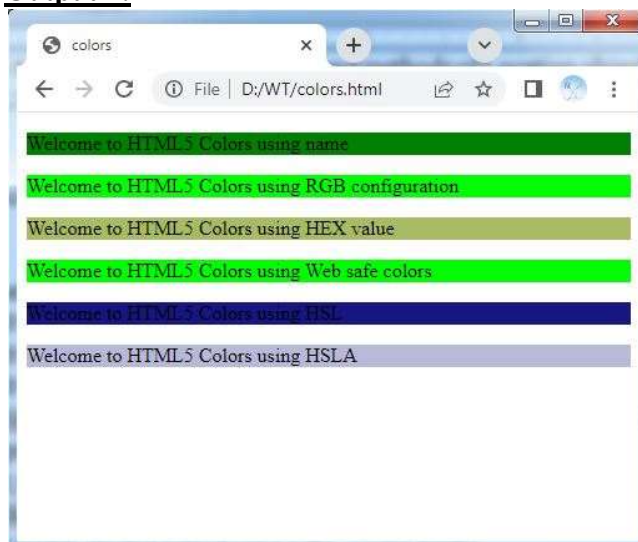 colors
File D:/WT/colors.html
Welcome to HTML5 Colors using name
Welcome to HTML5 Colors using RGB configuration
Welcome to HTML5 Colors using HEX value
Welcome to HTML5 Colors using Web safe colors
Welcome to HTML5 Colors using HSL
Welcome to HTML5 Colors using HSLA